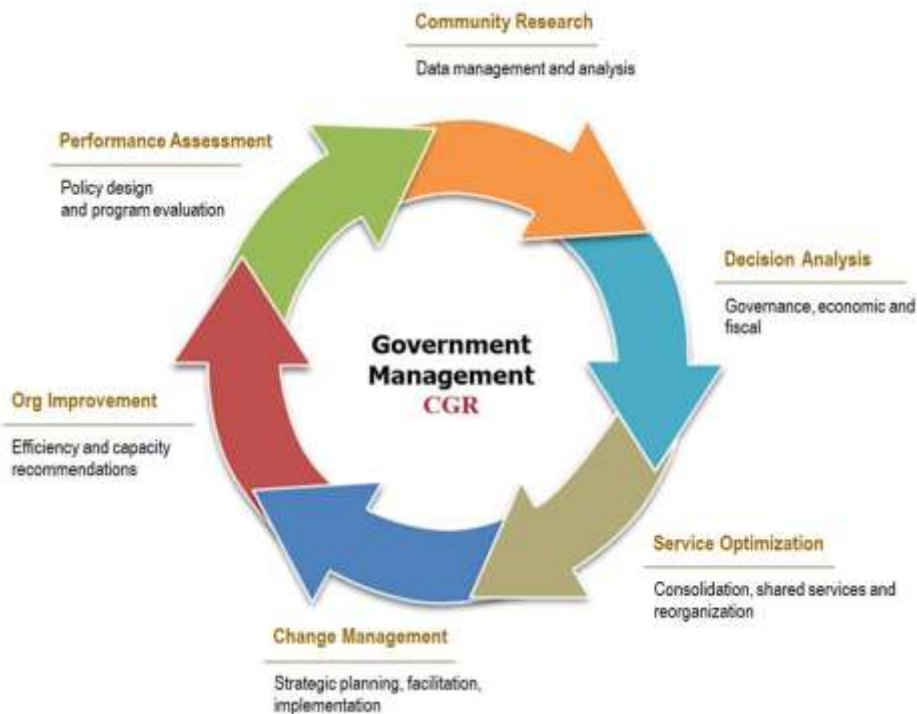 Community Research
Data management and analysis
Performance Assessment
Policy design
and program evaluation
Decision Analysis
Governance, economic and
fiscal
Government
Management
CGR
Org Improvement
Efficiency and capacity
recommendations
Service Optimization
Consolidation, shared services and
reorganization
Change Management
Strategic planning, facilitation,
implementation